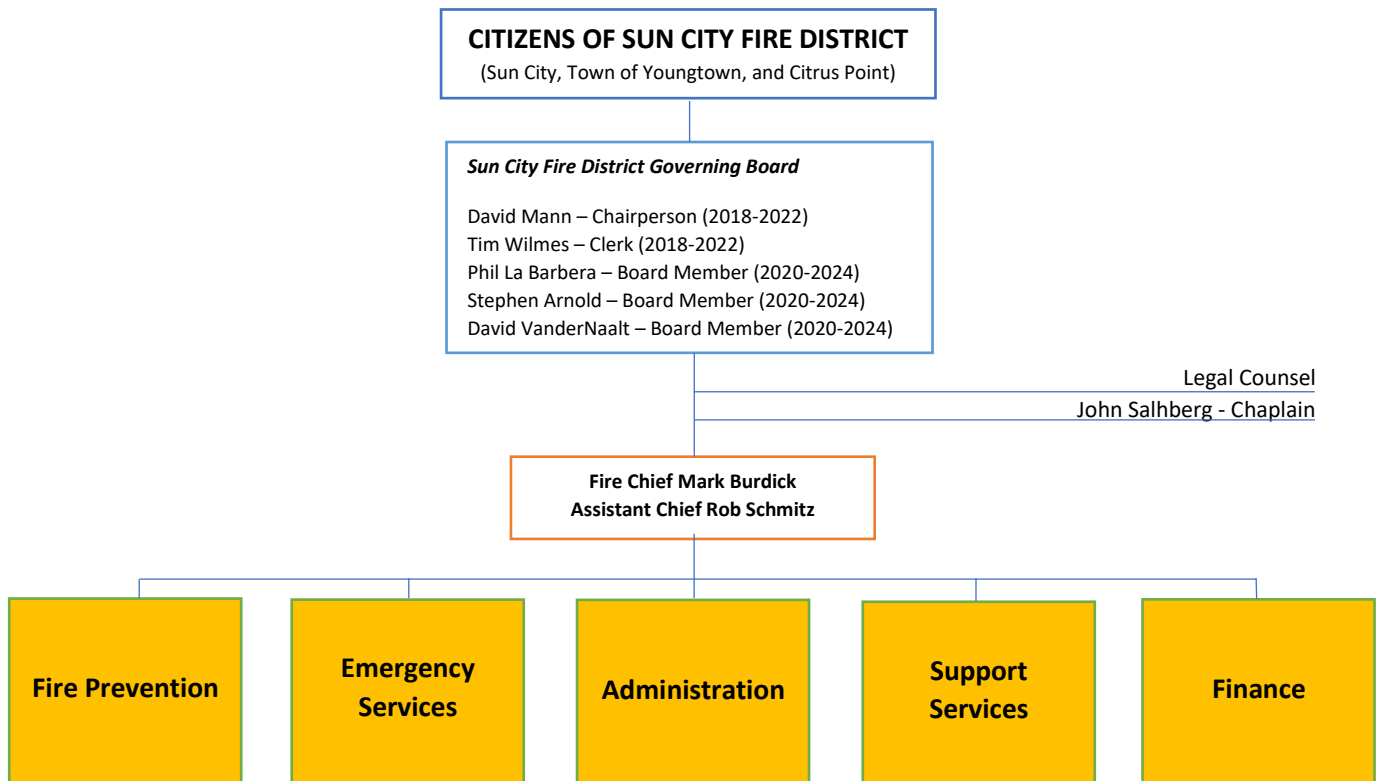 CITIZENS OF SUN CITY FIRE DISTRICT
(Sun City, Town of Youngtown, and Citrus Point)
Sun City Fire District Governing Board
David Mann – Chairperson (2018-2022)
Tim Wilmes – Clerk (2018-2022)
Phil La Barbera – Board Member (2020-2024)
Stephen Arnold – Board Member (2020-2024)
David VanderNaalt – Board Member (2020-2024)
Legal Counsel
John Salhberg - Chaplain
Fire Chief Mark Burdick
Assistant Chief Rob Schmitz
Fire Prevention
Emergency
Services
Administration
Support
Services
Finance